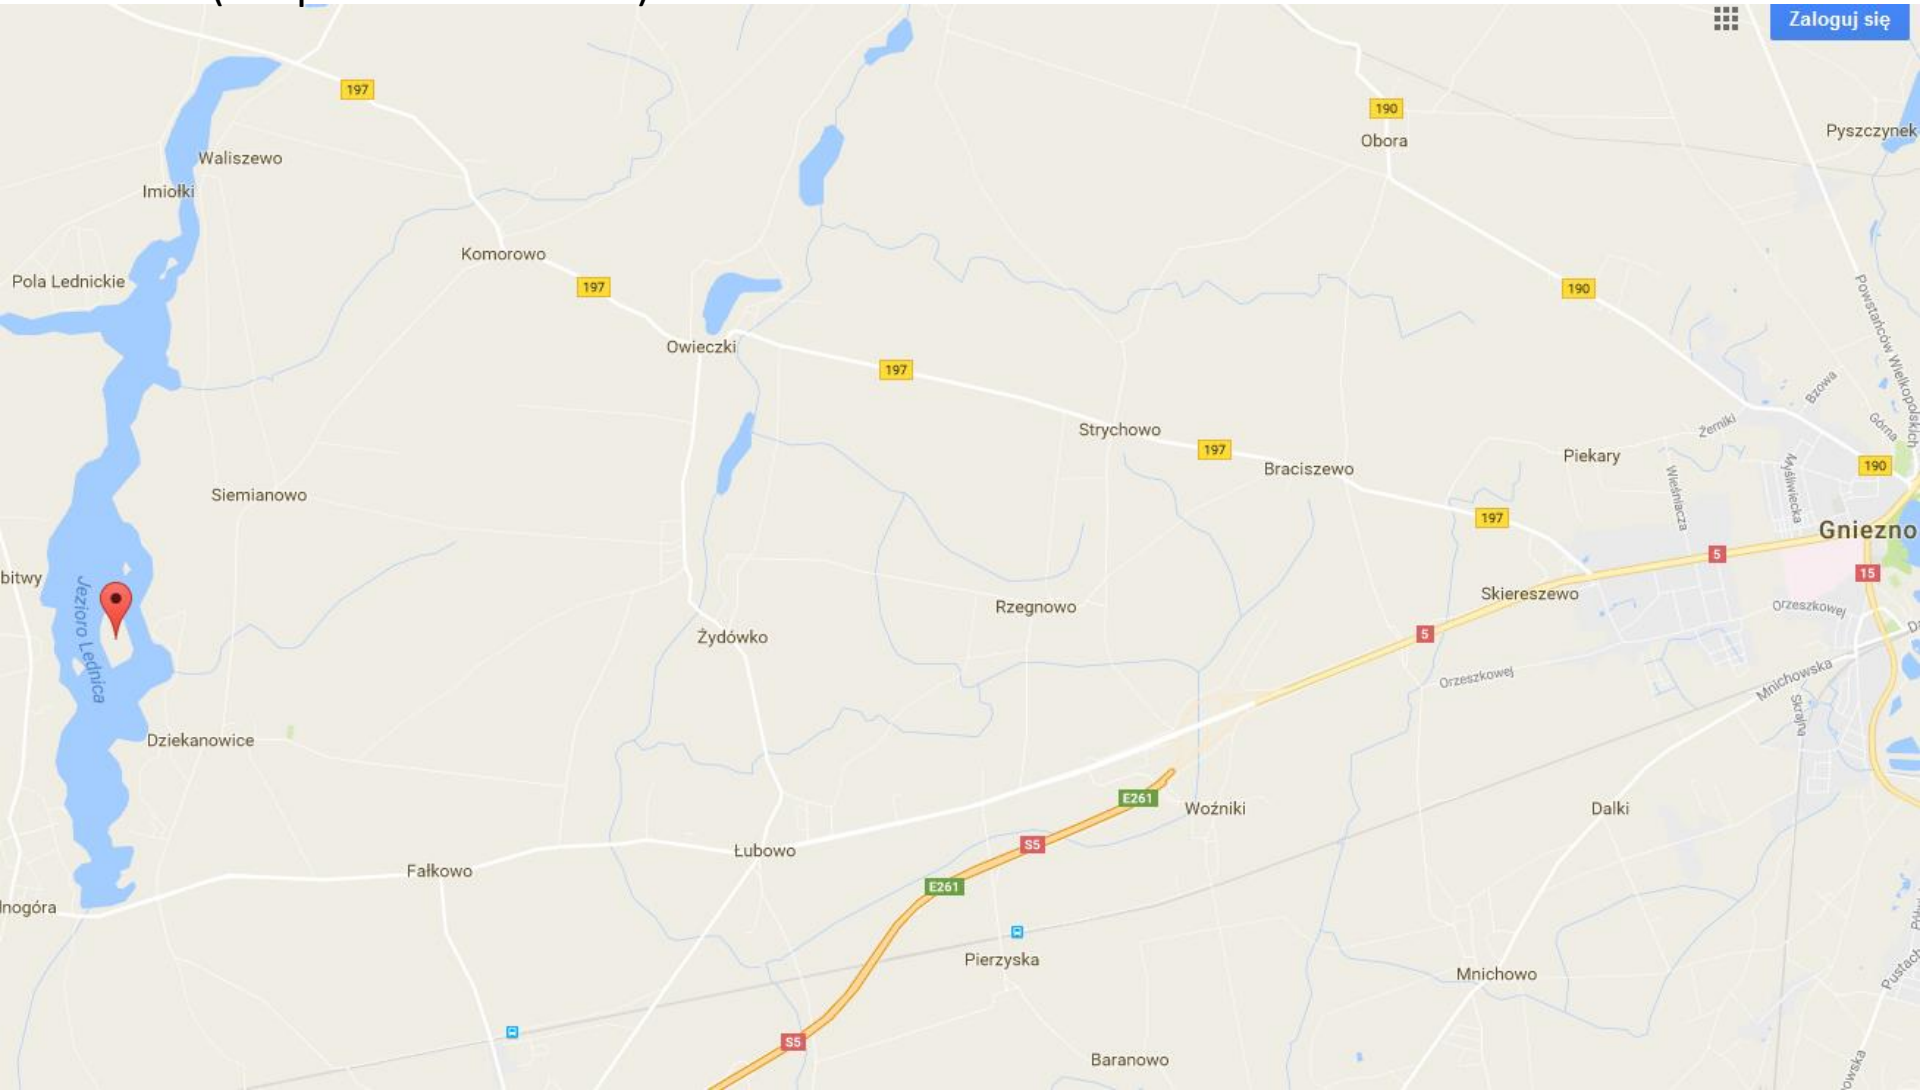 Zaloguj się
197
190
Pyszczynek
Obora
Waliszewo
Imiołki
Komorowo
Pola Lednickie
197
190
Powstańców Wielkopolskich
Owieczki
197
Bzowa
Górna
Żerniki
Strychowo
197
Piekary
Braciszewo
190
Wieśniacza
Myśliwiecka
Siemianowo
197
Gniezno
5
15
bitwy
Skiereszewo
Orzeszkowej
Rzegnowo
Jezioro Lednica
Żydówko
5
Orzeszkowej
Mnichowska
Skrajna
Dziekanowice
E261
Woźniki
Dalki
S5
Łubowo
Fałkowo
E261
lnogóra
Pierzyska
Mnichowo
S5
Baranowo